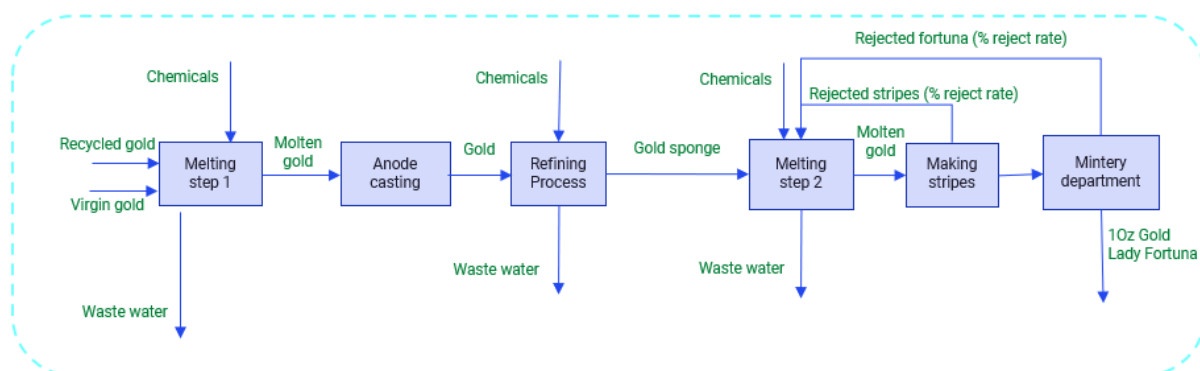 Rejected fortuna (% reject rate)
Chemicals
Chemicals
Chemicals
Rejected stripes (% reject rate)
Recycled gold
Molten
gold
Gold
Gold sponge
Molten
gold
Melting
step 1
Anode
casting
Refining
Process
Melting
step 2
Making
stripes
Mintery
department
Virgin gold
1Oz Gold
Lady Fortuna
Waste water
Waste water
Waste water